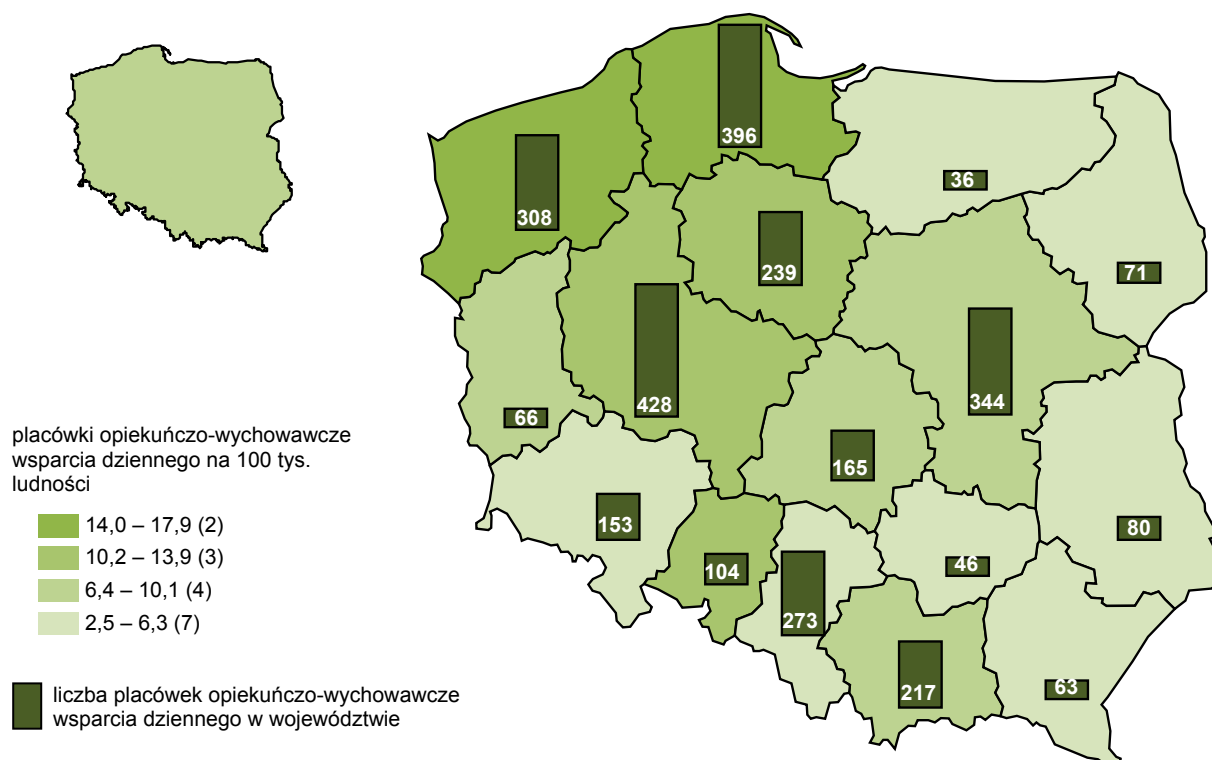 396
308
36
239
71
428
344
66
165
153
80
104
46
273
217
63
placówki opiekuńczo-wychowawcze
wsparcia dziennego na 100 tys.
ludności
14,0 – 17,9 (2)
10,2 – 13,9 (3)
6,4 – 10,1 (4)
2,5 – 6,3 (7)
liczba placówek opiekuńczo-wychowawcze
wsparcia dziennego w województwie